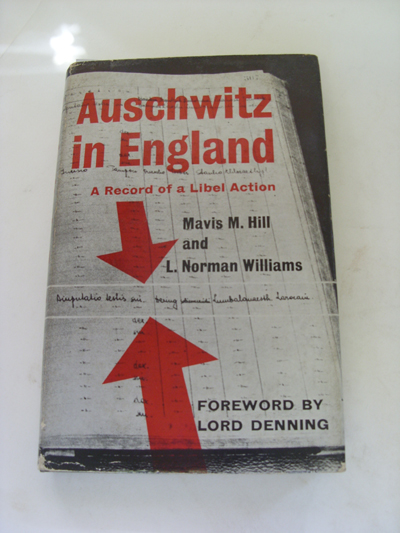 Auschwitz
in England
A Record of a Libel Action
Mavis M. Hill
and
L. Norman Williams
FOREWORD BY
LORD DENNING